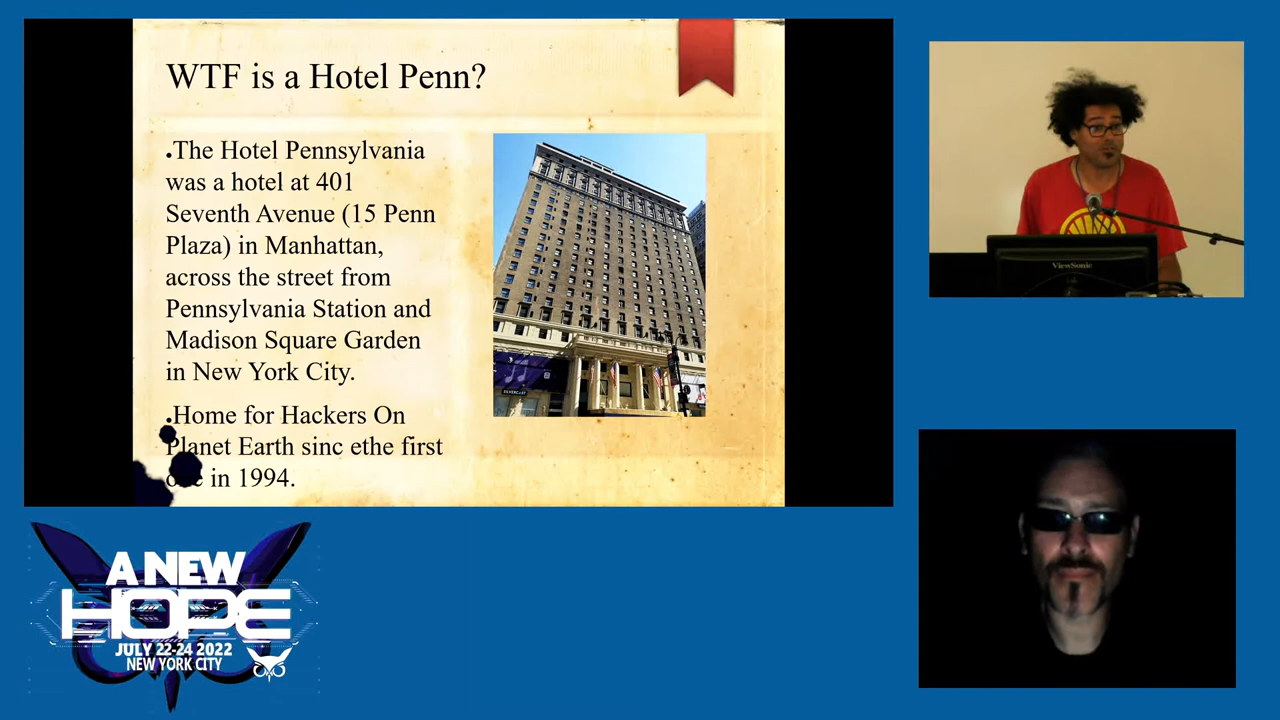 WTF is a Hotel Penn?
•The Hotel Pennsylvania
was a hotel at 401
Seventh Avenue (15 Penn
Plaza) in Manhattan,
across the street from
Pennsylvania Station and
Madison Square Garden
in New York City.
•Home for Hackers On
Planet Earth sinc ethe first
one in 1994.
ViewSonic
A NEW
HOPE
JULY 22-24 2022
NEW YORK CITY